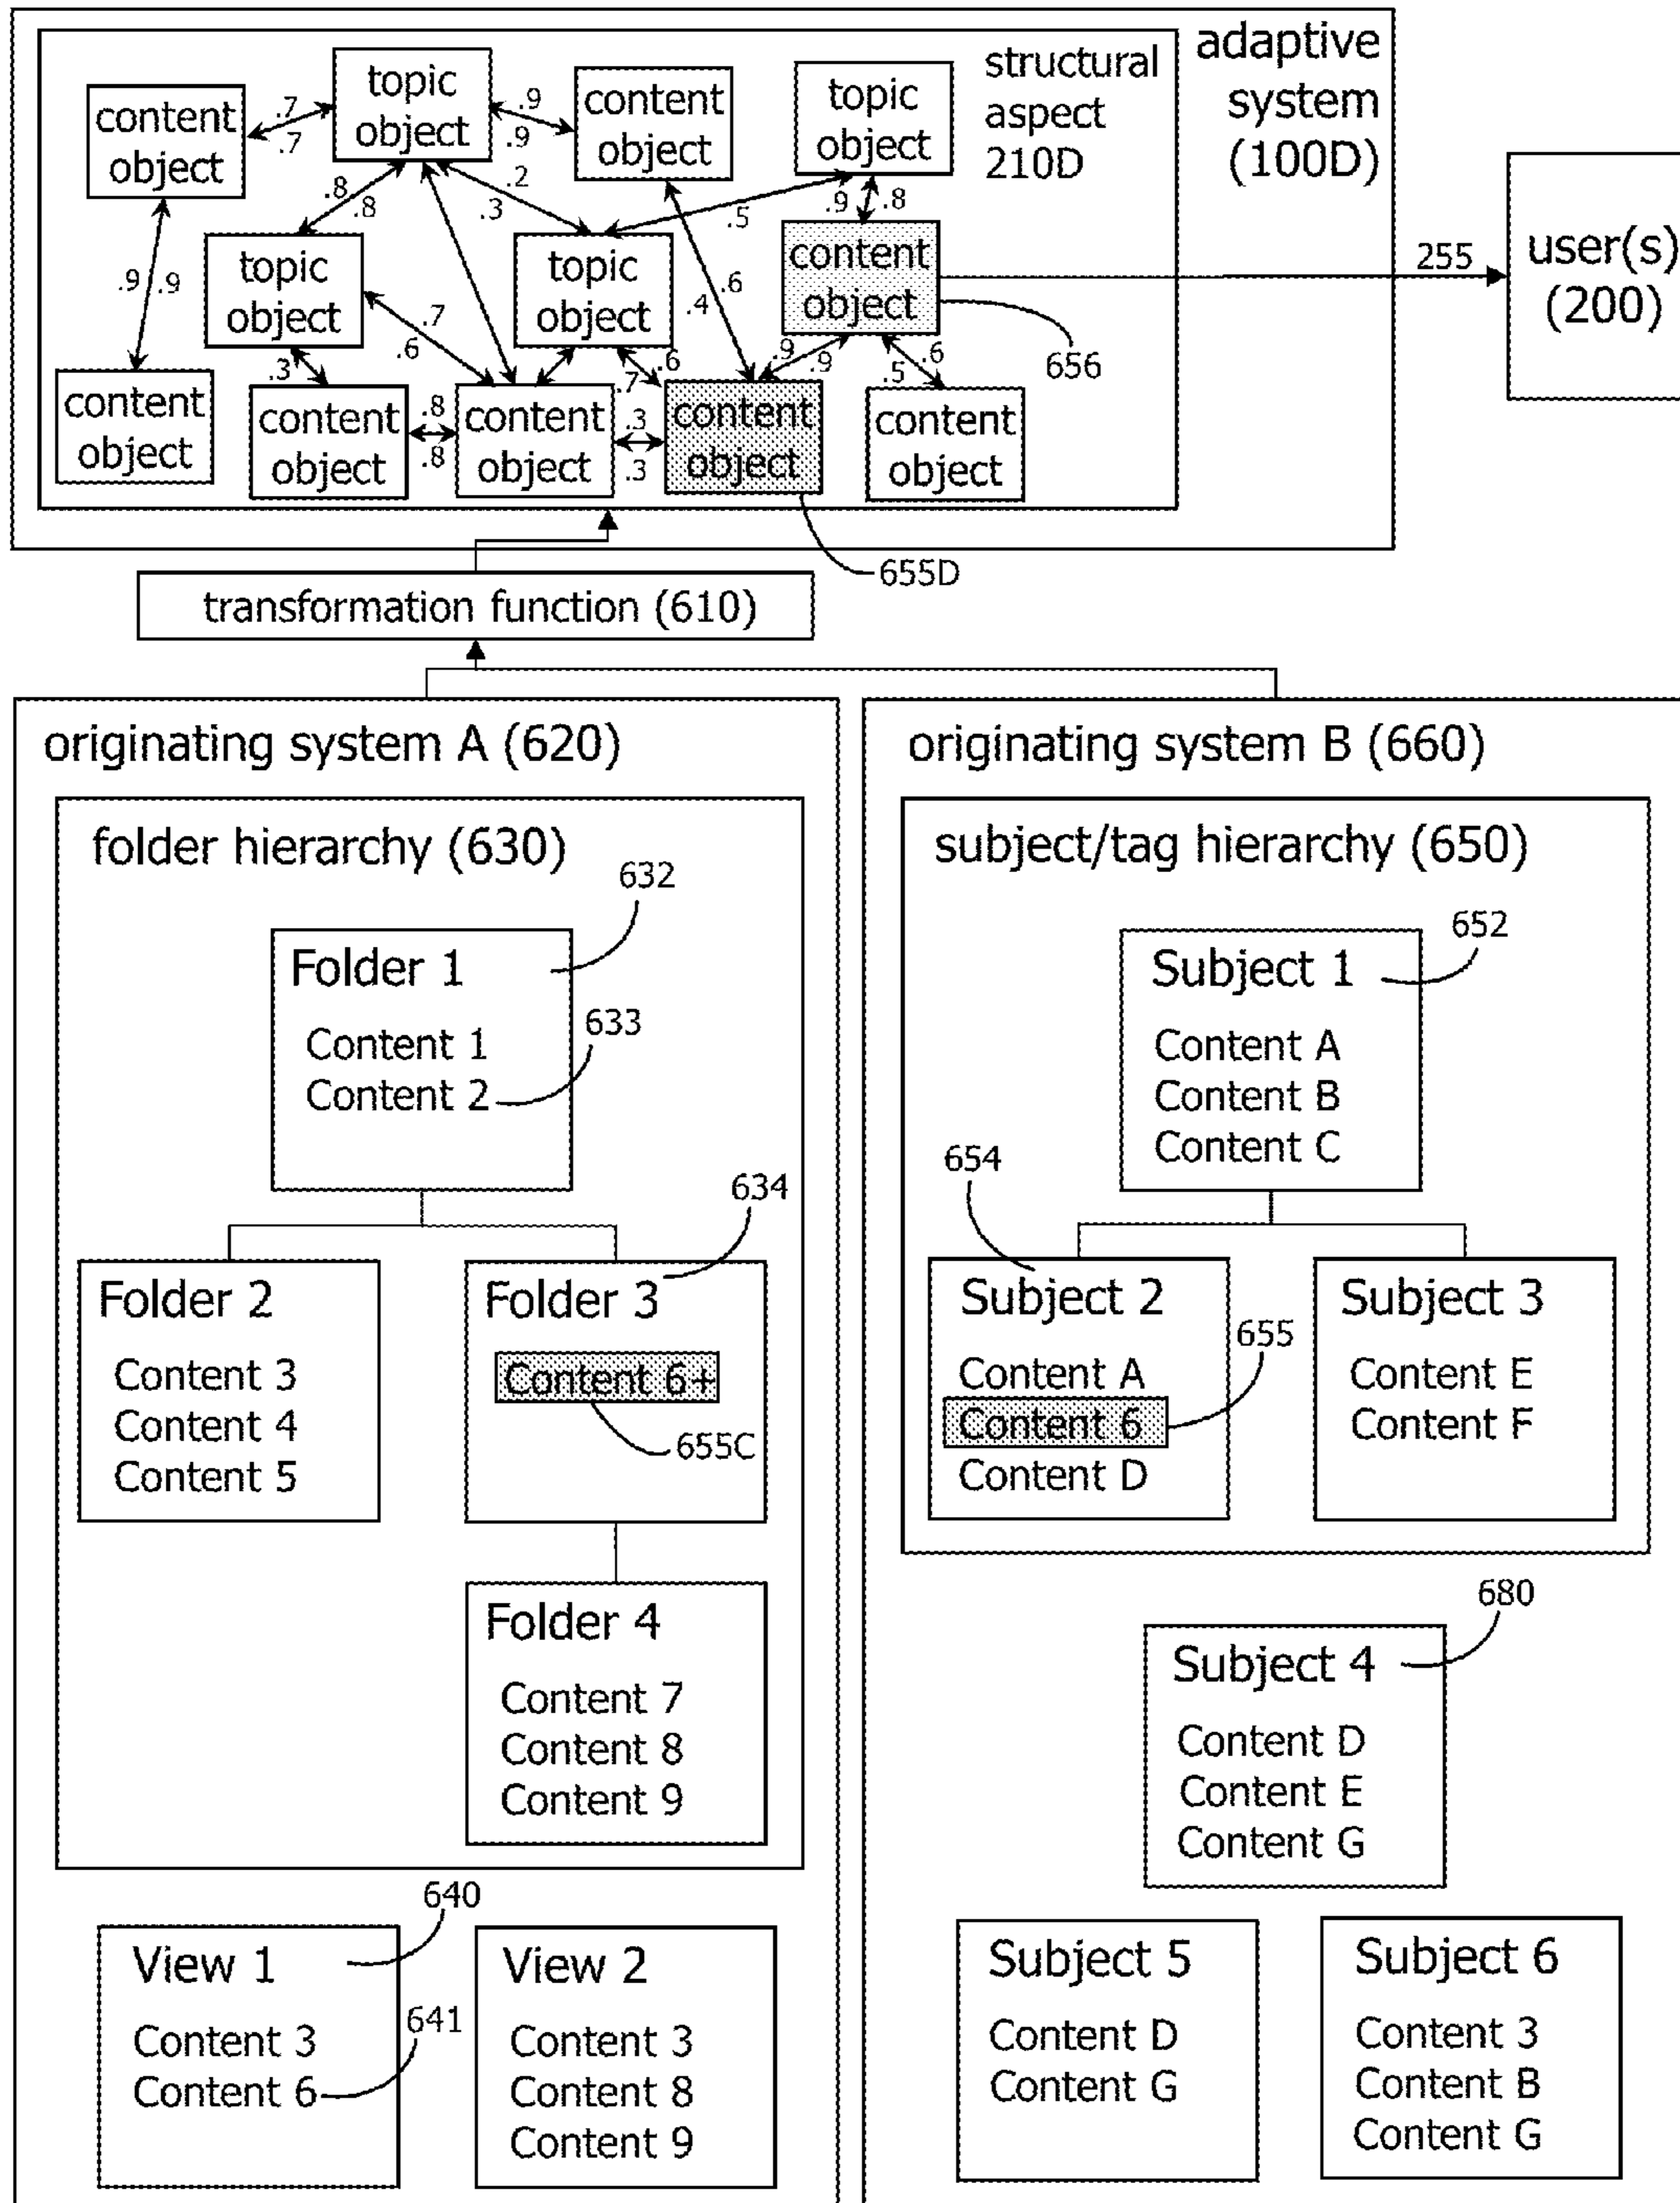 adaptive
system
(100D)
structural
aspect
210D
content
object
.7
.7
topic
object
.9
.9
content
object
topic
object
.8
.8
.2
.3
.5
.9
.8
.9
.9
topic
object
topic
object
content
object
.6
.4
255
user(s)
(200)
656
.7
.6
.3
.6
.7
.9
.9
.6
.5
content
object
content
object
.8
.8
content
object
.3
.3
content
object
content
object
655D
transformation function (610)
originating system A (620)
folder hierarchy (630)
632
Folder 1
Content 1
633
Content 2
634
Folder 2
Content 3
Content 4
Content 5
Folder 3
Content 6+
655C
Folder 4
Content 7
Content 8
Content 9
640
View 1
Content 3
641
Content 6
View 2
Content 3
Content 8
Content 9
originating system B (660)
subject/tag hierarchy (650)
652
Subject 1
Content A
Content B
Content C
654
Subject 2
655
Content A
Content 6
Content D
Subject 3
Content E
Content F
680
Subject 4
Content D
Content E
Content G
Subject 5
Content D
Content G
Subject 6
Content 3
Content B
Content G